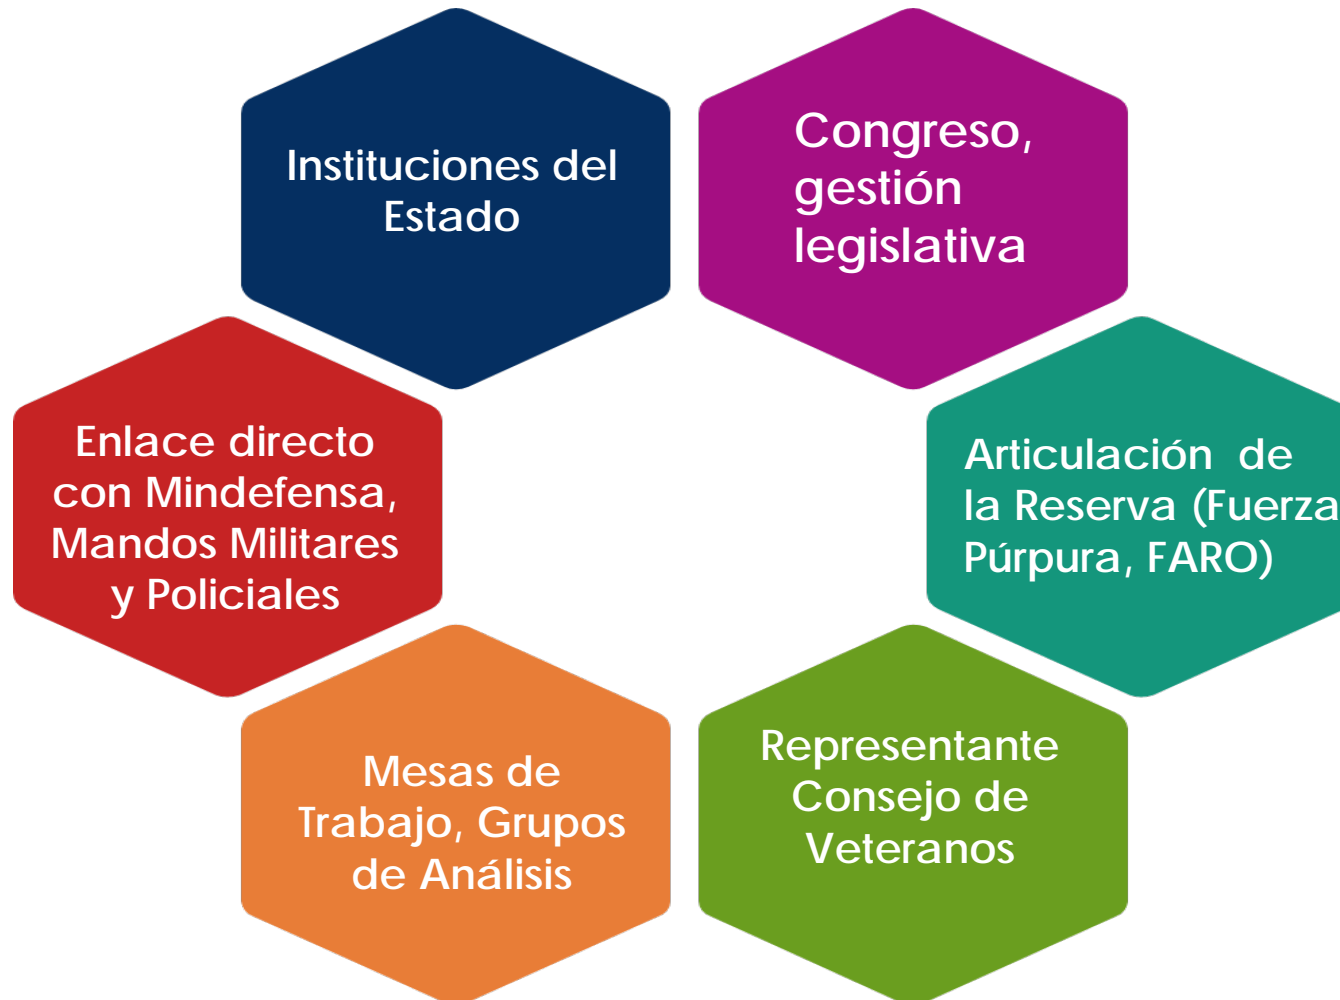 Instituciones del
Estado
Congreso,
gestión
legislativa
Enlace directo
con Mindefensa,
Mandos Militares
y Policiales
Articulación de
la Reserva (Fuerza
Púrpura, FARO)
Mesas de
Trabajo, Grupos
de Análisis
Representante
Consejo de
Veteranos